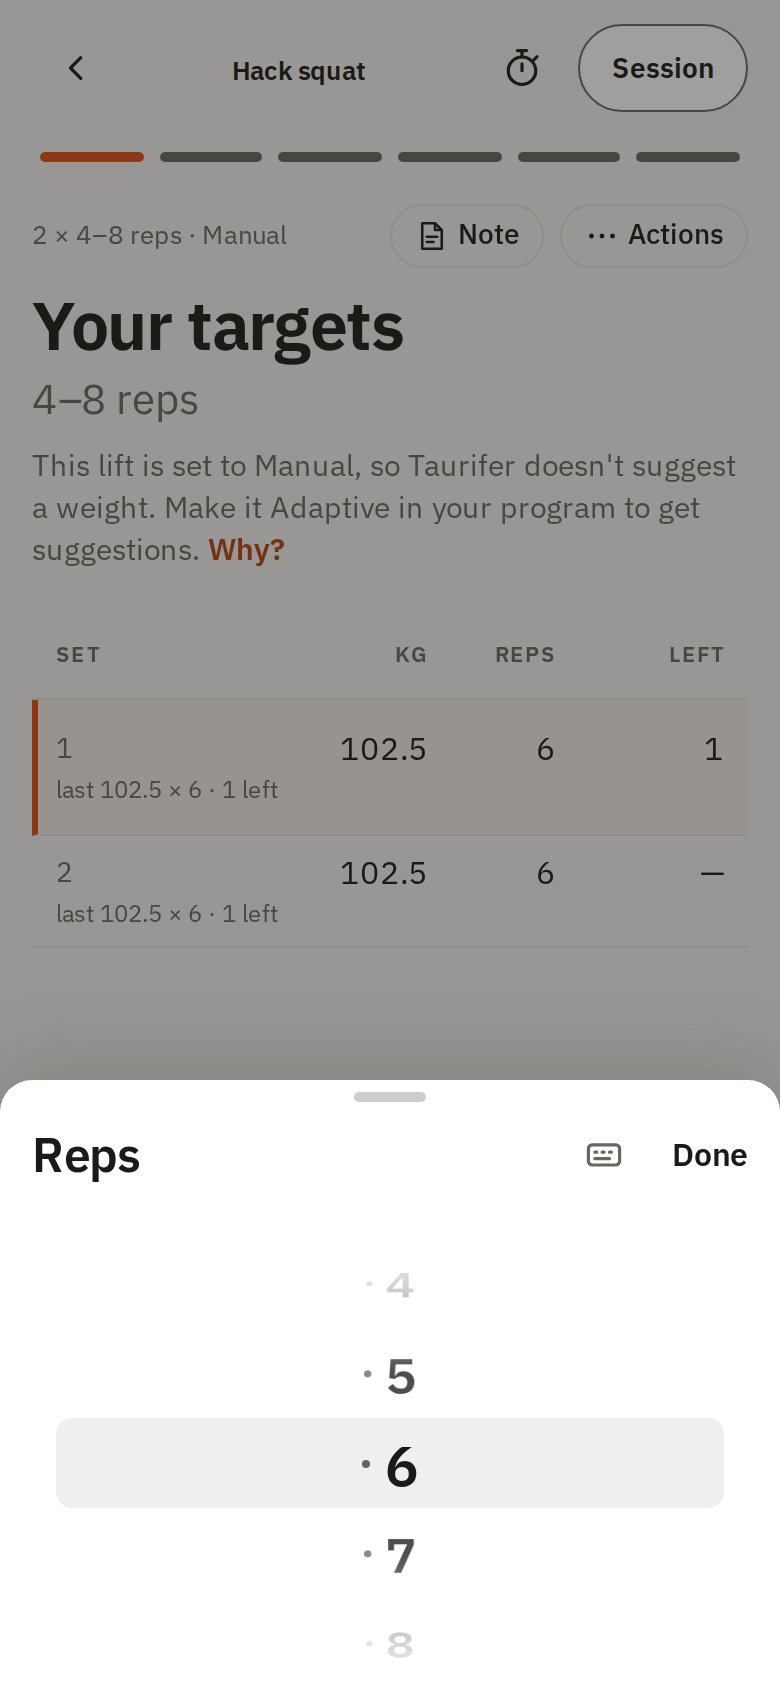 Hack squat
Session
2 × 4–8 reps · Manual
Note
Actions
Your targets
4–8 reps
This lift is set to Manual, so Taurifer doesn't suggest
a weight. Make it Adaptive in your program to get
suggestions. Why?
SET KG REPS LEFT
1 102.5 6 1
last 102.5 × 6 · 1 left
2 102.5 6 —
last 102.5 × 6 · 1 left
Reps
Done
· 4
· 5
· 6
· 7
· 8